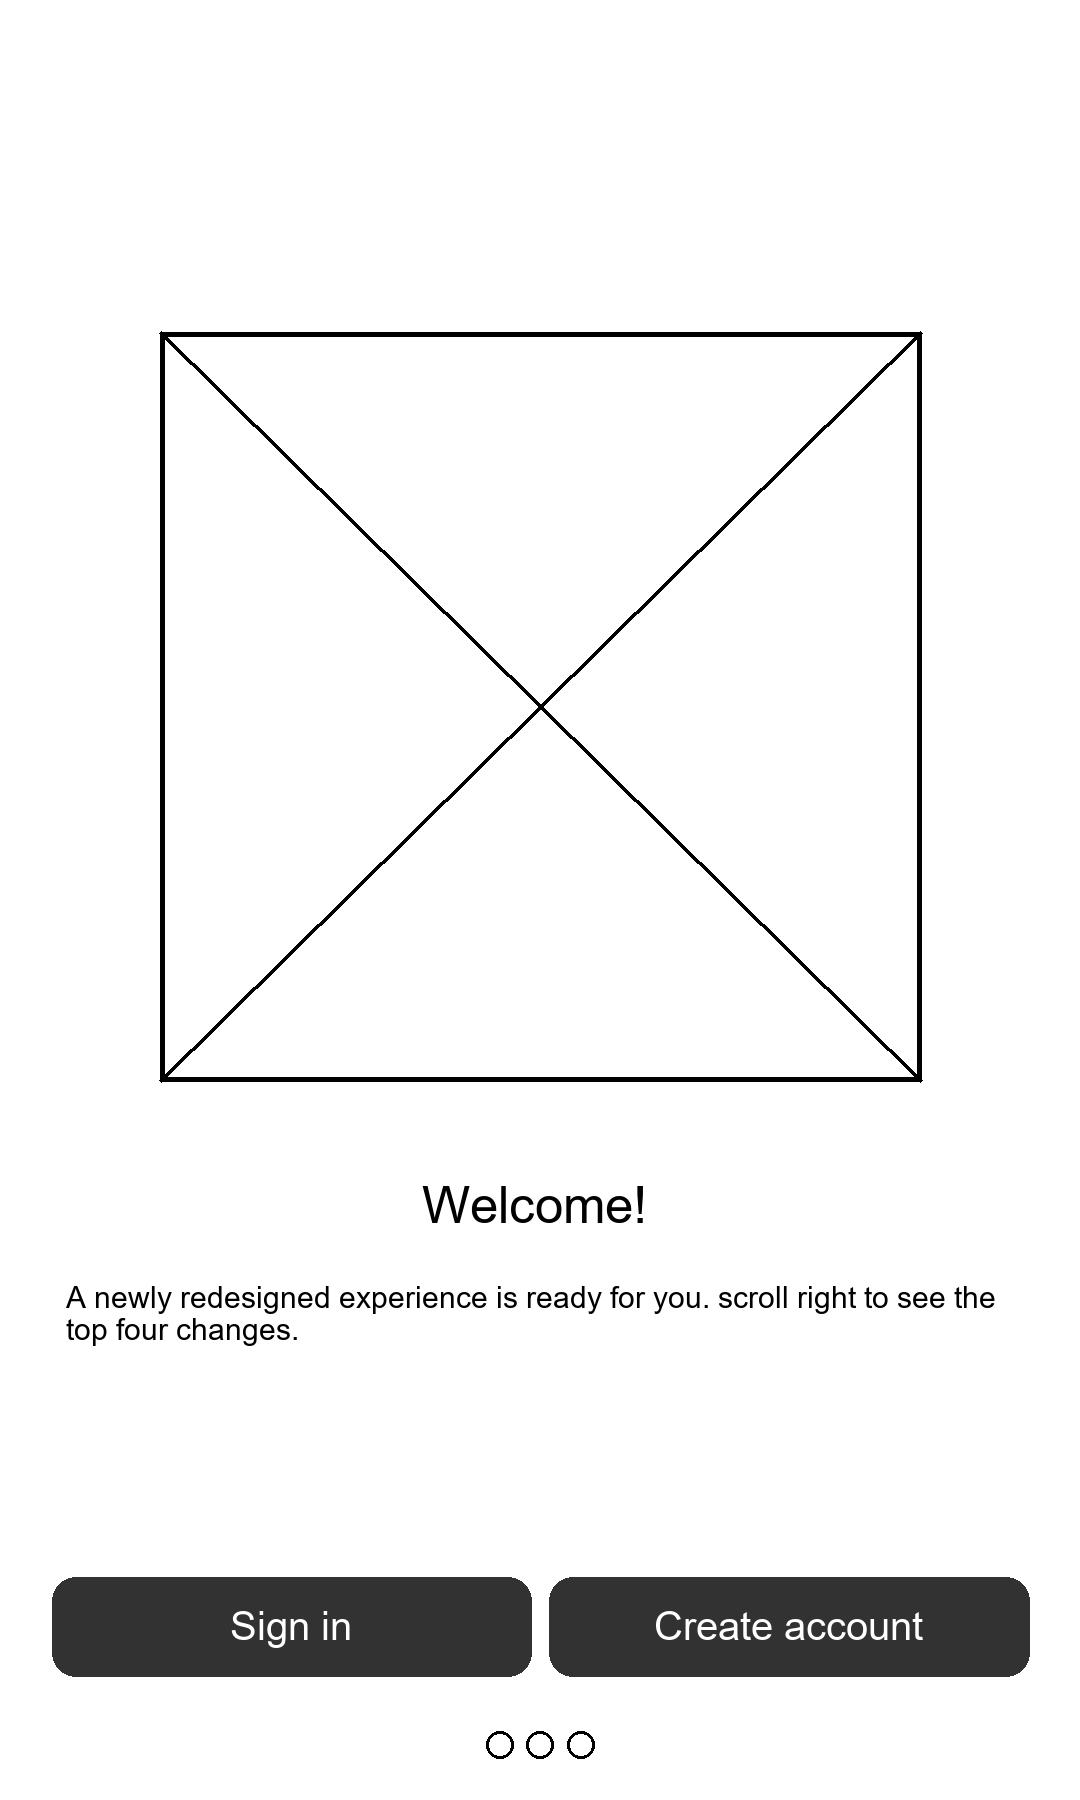 Welcome!
A newly redesigned experience is ready for you. scroll right to see the
top four changes.
Sign in
Create account